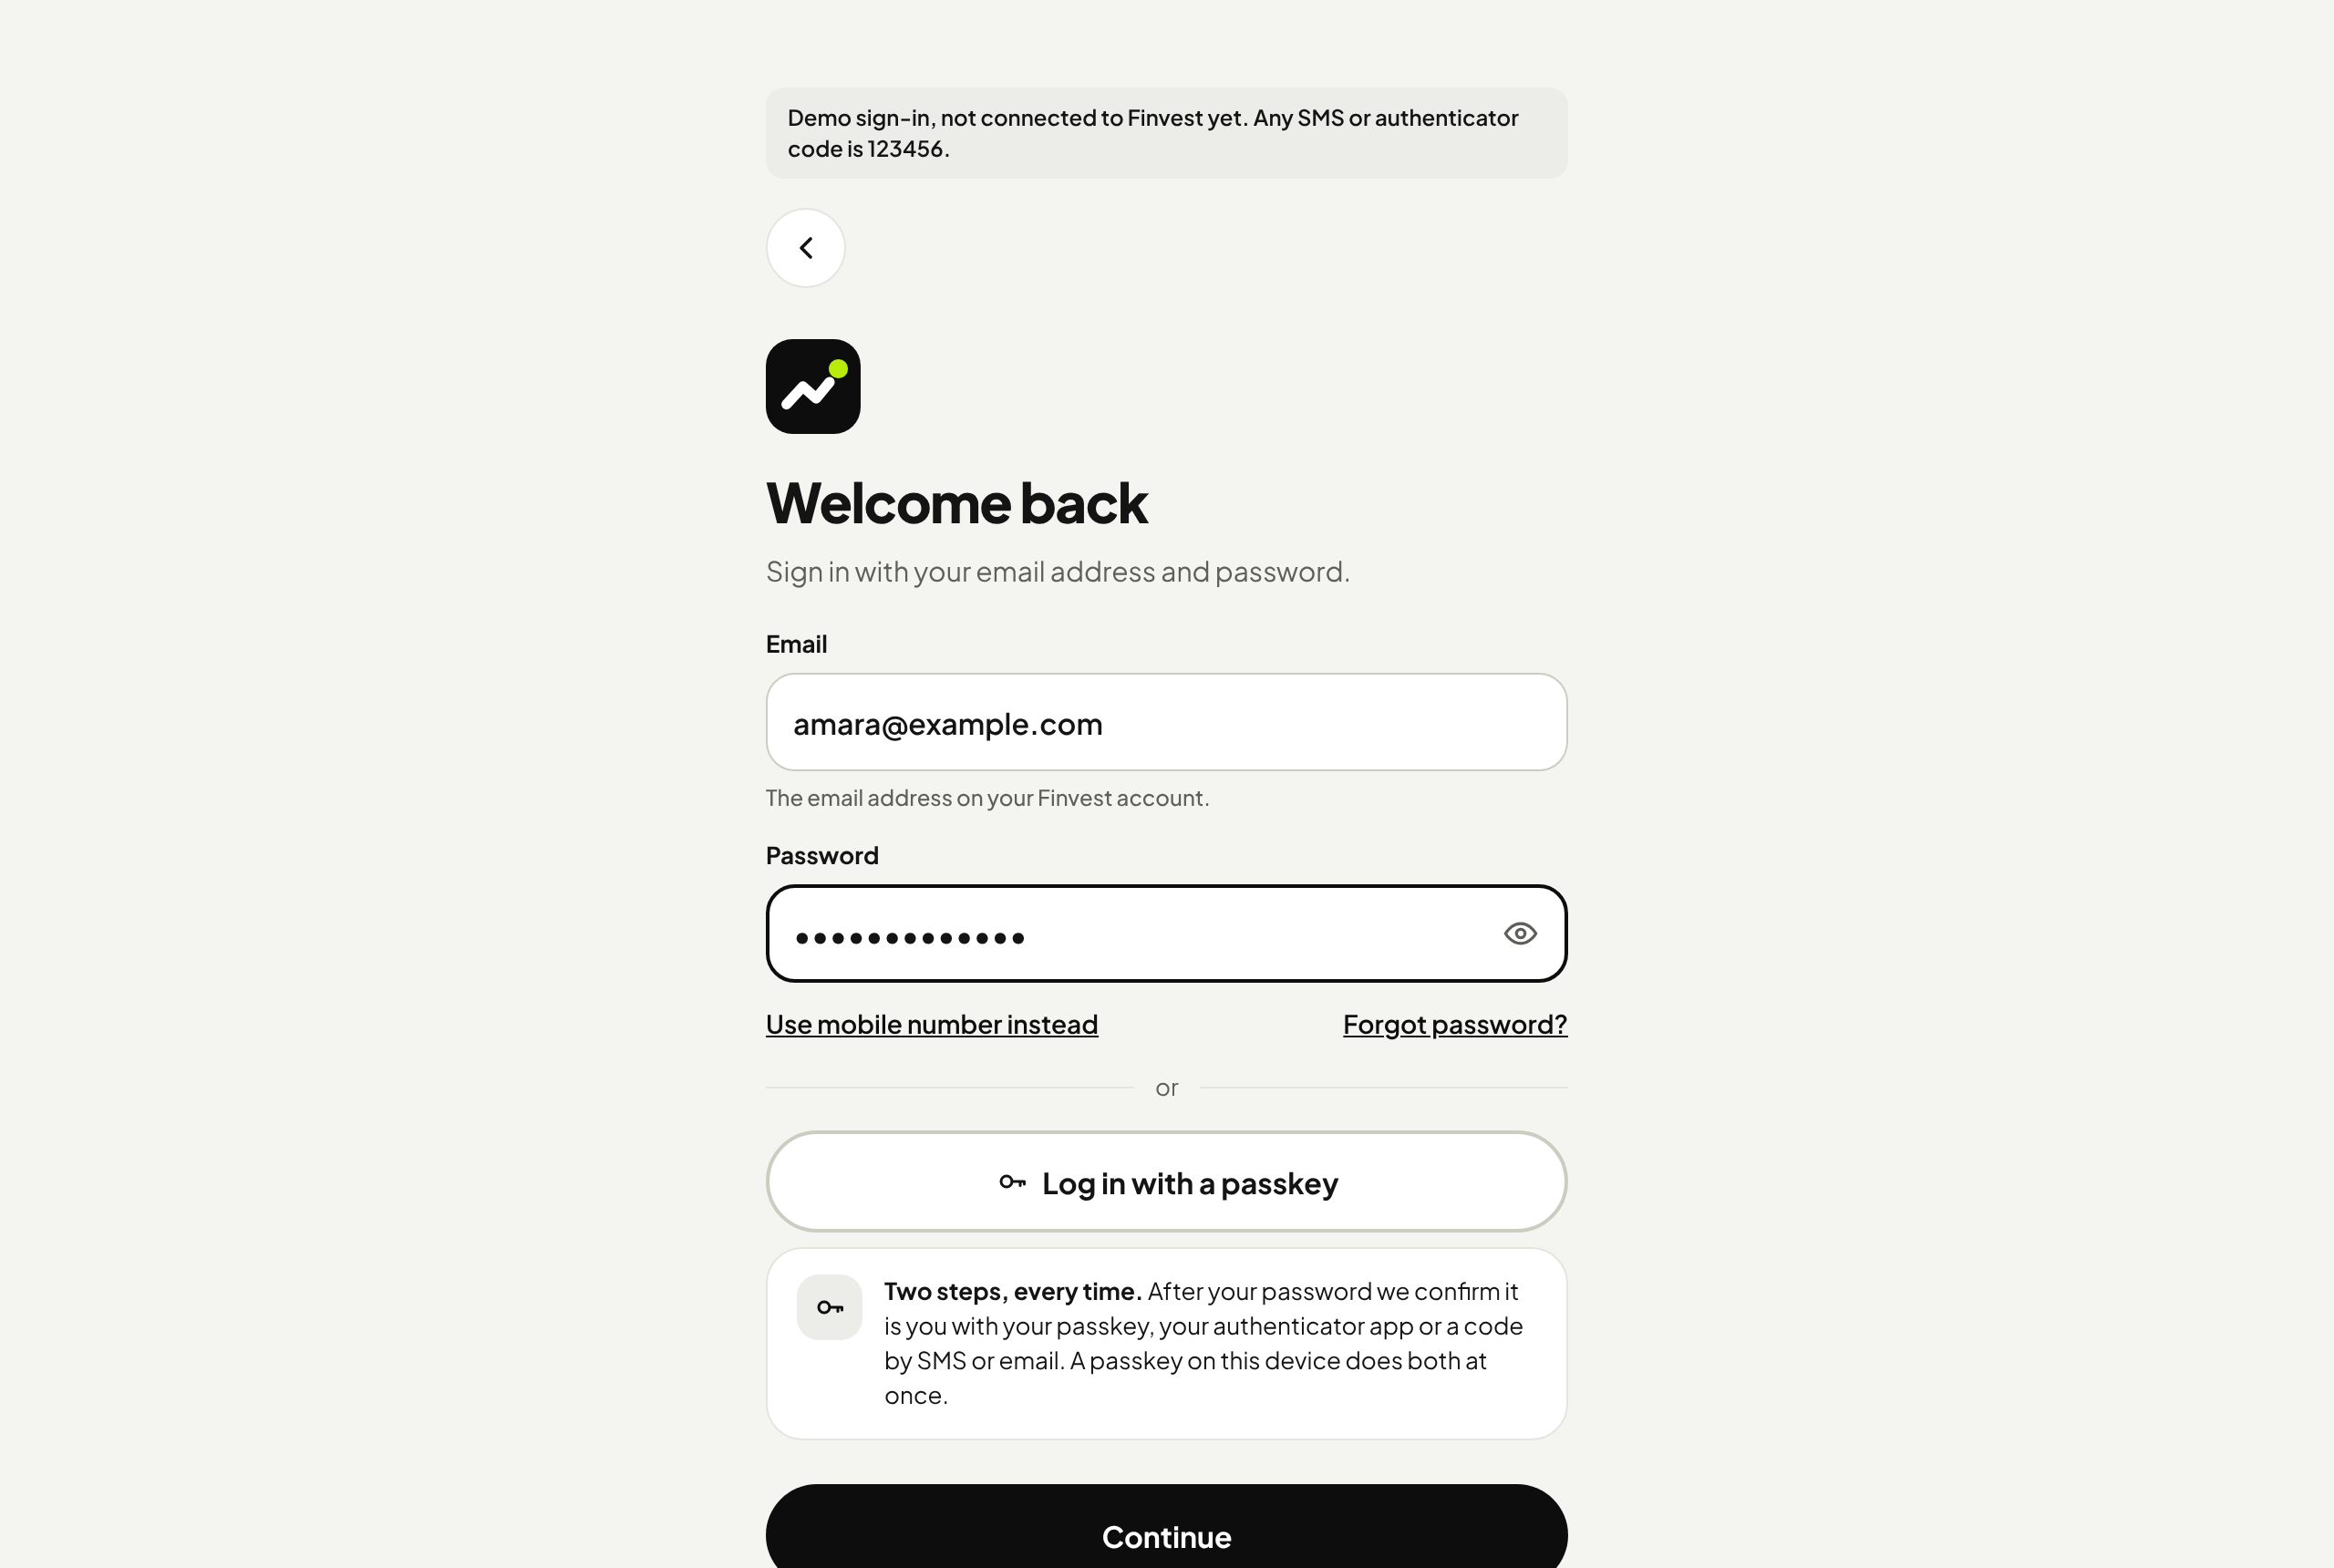 Demo sign-in, not connected to Finvest yet. Any SMS or authenticator
code is 123456.
Welcome back
Sign in with your email address and password.
Email
amara@example.com
The email address on your Finvest account.
Password
•••••••••••••
Use mobile number instead
Forgot password?
or
Log in with a passkey
Two steps, every time. After your password we confirm it
is you with your passkey, your authenticator app or a code
by SMS or email. A passkey on this device does both at
once.
Continue